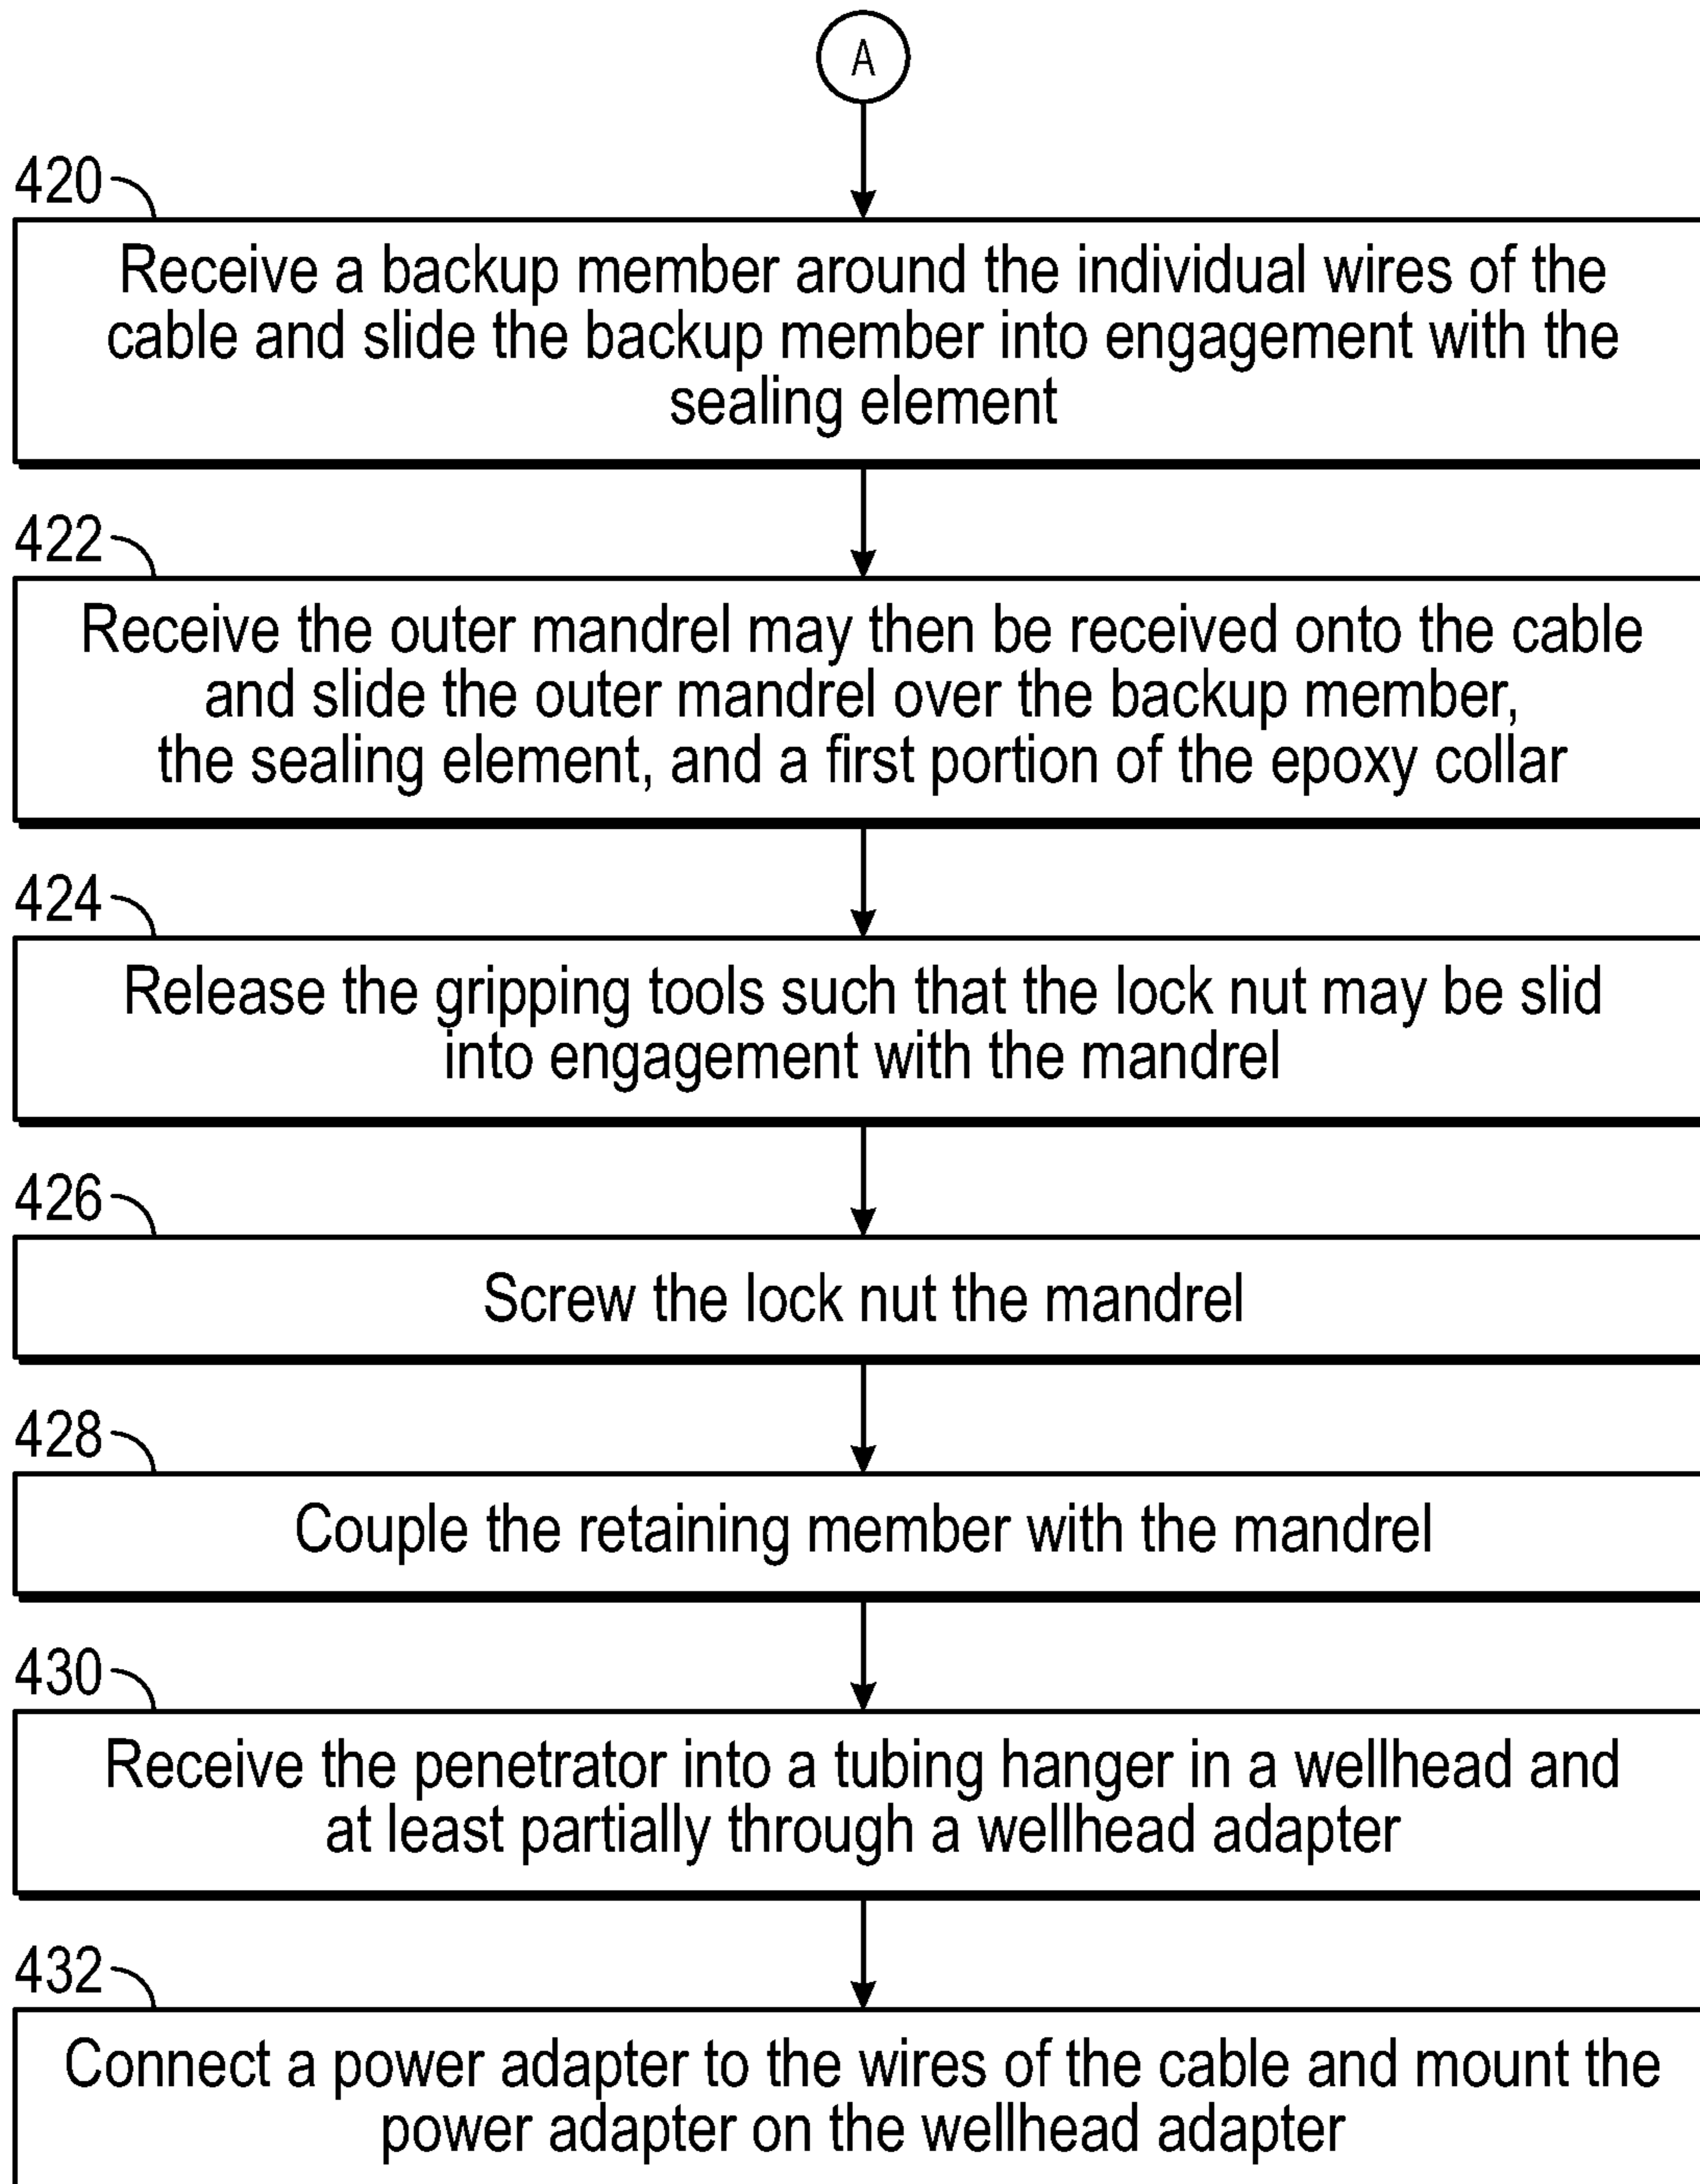 A
420
Receive a backup member around the individual wires of the
cable and slide the backup member into engagement with the
sealing element
422
Receive the outer mandrel may then be received onto the cable
and slide the outer mandrel over the backup member,
the sealing element, and a first portion of the epoxy collar
424
Release the gripping tools such that the lock nut may be slid
into engagement with the mandrel
426
Screw the lock nut the mandrel
428
Couple the retaining member with the mandrel
430
Receive the penetrator into a tubing hanger in a wellhead and
at least partially through a wellhead adapter
432
Connect a power adapter to the wires of the cable and mount the
power adapter on the wellhead adapter